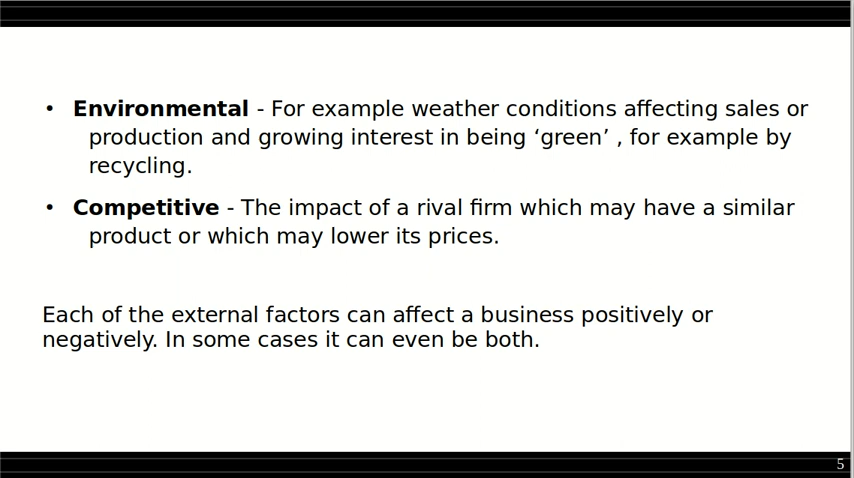 • Environmental - For example weather conditions affecting sales or
production and growing interest in being ‘green’ , for example by
recycling.
• Competitive - The impact of a rival firm which may have a similar
product or which may lower its prices.
Each of the external factors can affect a business positively or
negatively. In some cases it can even be both.
5